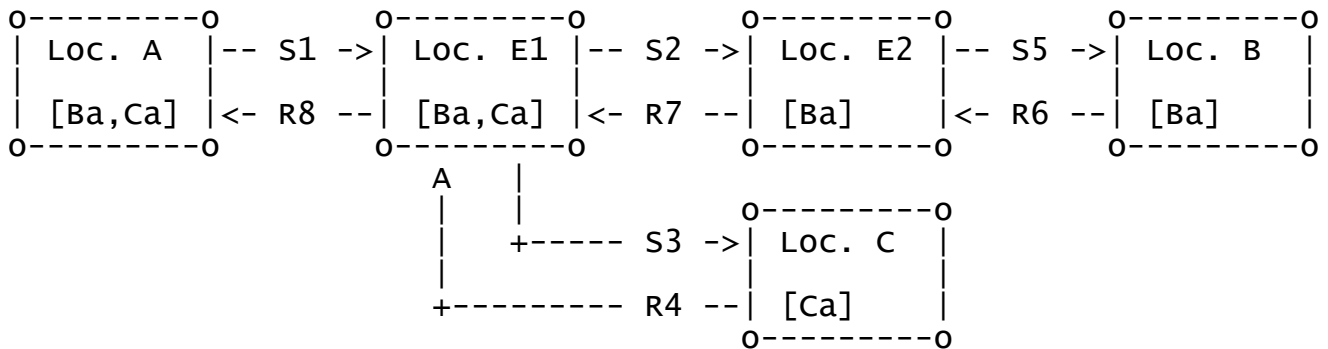 o---------o          o---------o          o---------o          o---------o
|  Loc. A  |-- S1 ->|  Loc. E1 |-- S2 ->|  Loc. E2 |-- S5 ->|  Loc. B  |
|  [Ba,Ca] |<- R8 --|  [Ba,Ca] |<- R7 --|  [Ba]    |<- R6 --|  [Ba]    |
o---------o          o---------o          o---------o          o---------o
A
o---------o
+----- S3 ->|  Loc. C  |
+--------- R4 --|  [Ca]    |
o---------o